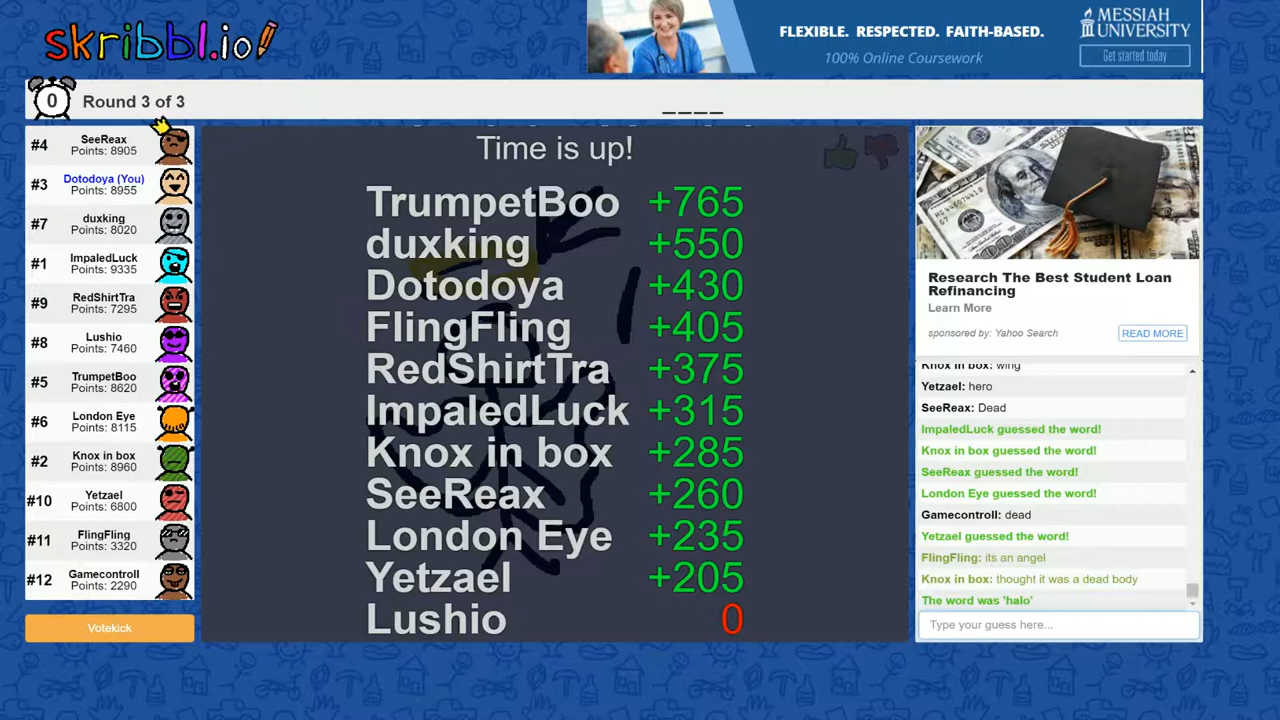 skribbl.io!
FLEXIBLE. RESPECTED. FAITH-BASED.
100% Online Coursework
MESSIAH
UNIVERSITY
Get started today
0
Round 3 of 3
____
#4
SeeReax
Points: 8905
#3
Dotodoya (You)
Points: 8955
#7
duxking
Points: 8020
#1
ImpaledLuck
Points: 9335
#9
RedShirtTra
Points: 7295
#8
Lushio
Points: 7460
#5
TrumpetBoo
Points: 8620
#6
London Eye
Points: 8115
#2
Knox in box
Points: 8960
#10
Yetzael
Points: 6800
#11
FlingFling
Points: 3320
#12
Gamecontroll
Points: 2290
Votekick
Time is up!
TrumpetBoo +765
duxking +550
Dotodoya +430
FlingFling +405
RedShirtTra +375
ImpaledLuck +315
Knox in box +285
SeeReax +260
London Eye +235
Yetzael +205
Lushio 0
Research The Best Student Loan
Refinancing
Learn More
sponsored by: Yahoo Search
READ MORE
Knox in box: wing
Yetzael: hero
SeeReax: Dead
ImpaledLuck guessed the word!
Knox in box guessed the word!
SeeReax guessed the word!
London Eye guessed the word!
Gamecontroll: dead
Yetzael guessed the word!
FlingFling: its an angel
Knox in box: thought it was a dead body
The word was 'halo'
Type your guess here...